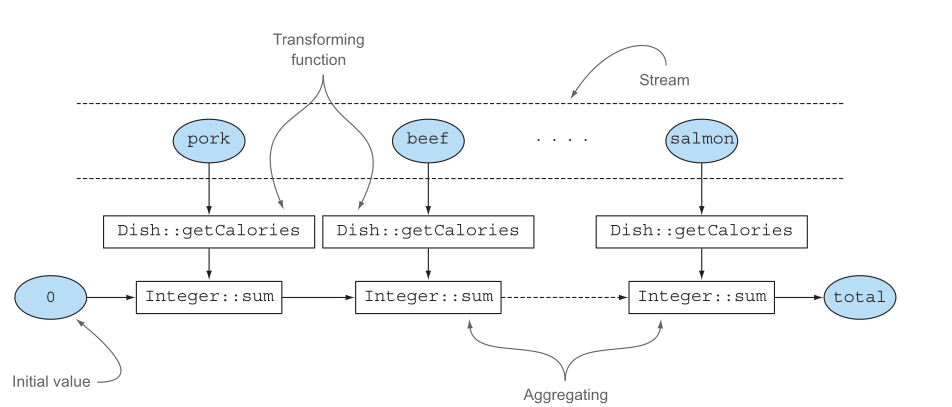 Transforming
function
Stream
pork
beef
. . . .
salmon
Dish::getCalories
Dish::getCalories
Dish::getCalories
0
Integer::sum
Integer::sum
Integer::sum
total
Initial value
Aggregating